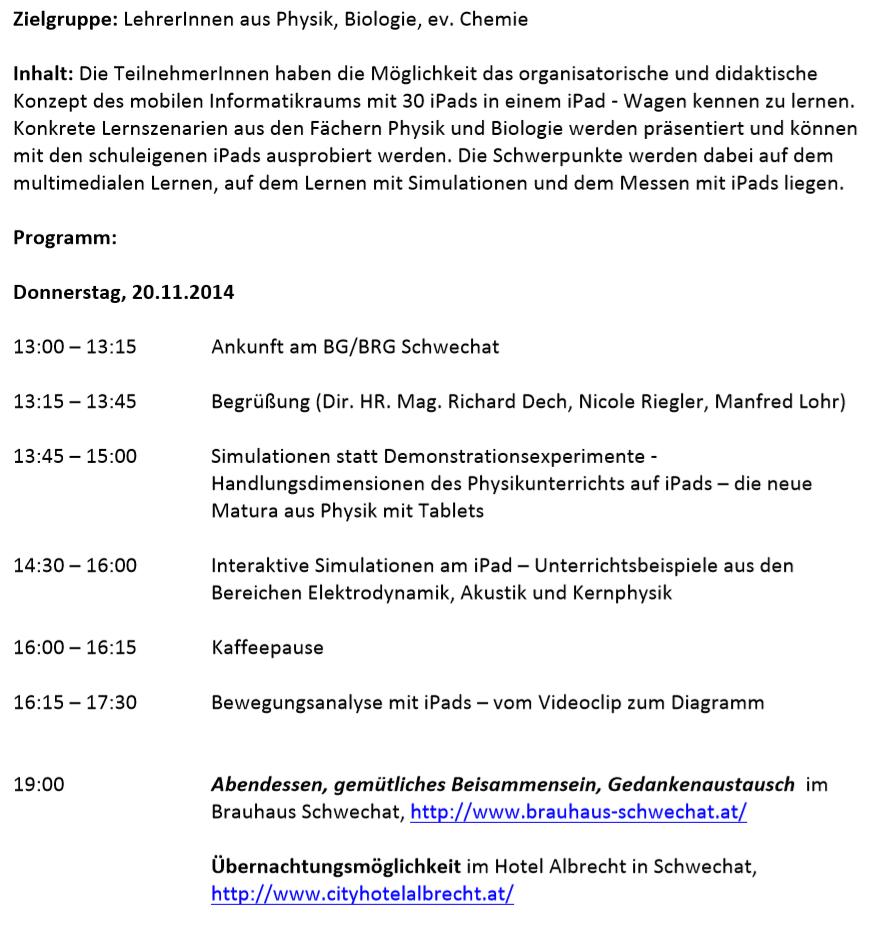 Zielgruppe: LehrerInnen aus Physik, Biologie, ev. Chemie
Inhalt: Die TeilnehmerInnen haben die Möglichkeit das organisatorische und didaktische
Konzept des mobilen Informatikraums mit 30 iPads in einem iPad - Wagen kennen zu lernen.
Konkrete Lernszenarien aus den Fächern Physik und Biologie werden präsentiert und können
mit den schuleigenen iPads ausprobiert werden. Die Schwerpunkte werden dabei auf dem
multimedialen Lernen, auf dem Lernen mit Simulationen und dem Messen mit iPads liegen.
Programm:
Donnerstag, 20.11.2014
13:00 – 13:15 Ankunft am BG/BRG Schwechat
13:15 – 13:45 Begrüßung (Dir. HR. Mag. Richard Dech, Nicole Riegler, Manfred Lohr)
13:45 – 15:00 Simulationen statt Demonstrationsexperimente -
Handlungsdimensionen des Physikunterrichts auf iPads – die neue
Matura aus Physik mit Tablets
14:30 – 16:00 Interaktive Simulationen am iPad – Unterrichtsbeispiele aus den
Bereichen Elektrodynamik, Akustik und Kernphysik
16:00 – 16:15 Kaffeepause
16:15 – 17:30 Bewegungsanalyse mit iPads – vom Videoclip zum Diagramm
19:00 Abendessen, gemütliches Beisammensein, Gedankenaustausch im
Brauhaus Schwechat, http://www.brauhaus-schwechat.at/
Übernachtungsmöglichkeit im Hotel Albrecht in Schwechat,
http://www.cityhotelalbrecht.at/